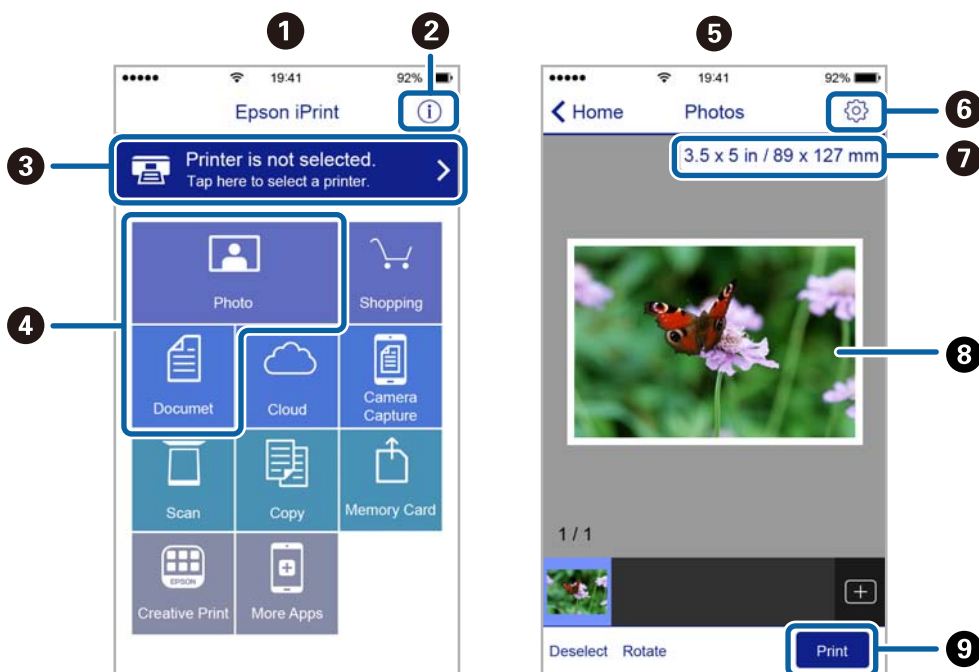 1
2
19:41
92%
Epson iPrint
3
Printer is not selected.
Tap here to select a printer.
4
Photo
Shopping
Documet
Cloud
Camera
Capture
Scan
Copy
Memory Card
EPSON
Creative Print
More Apps
5
19:41
92%
Home
Photos
6
3.5 x 5 in / 89 x 127 mm
7
8
1 / 1
Deselect
Rotate
Print
9